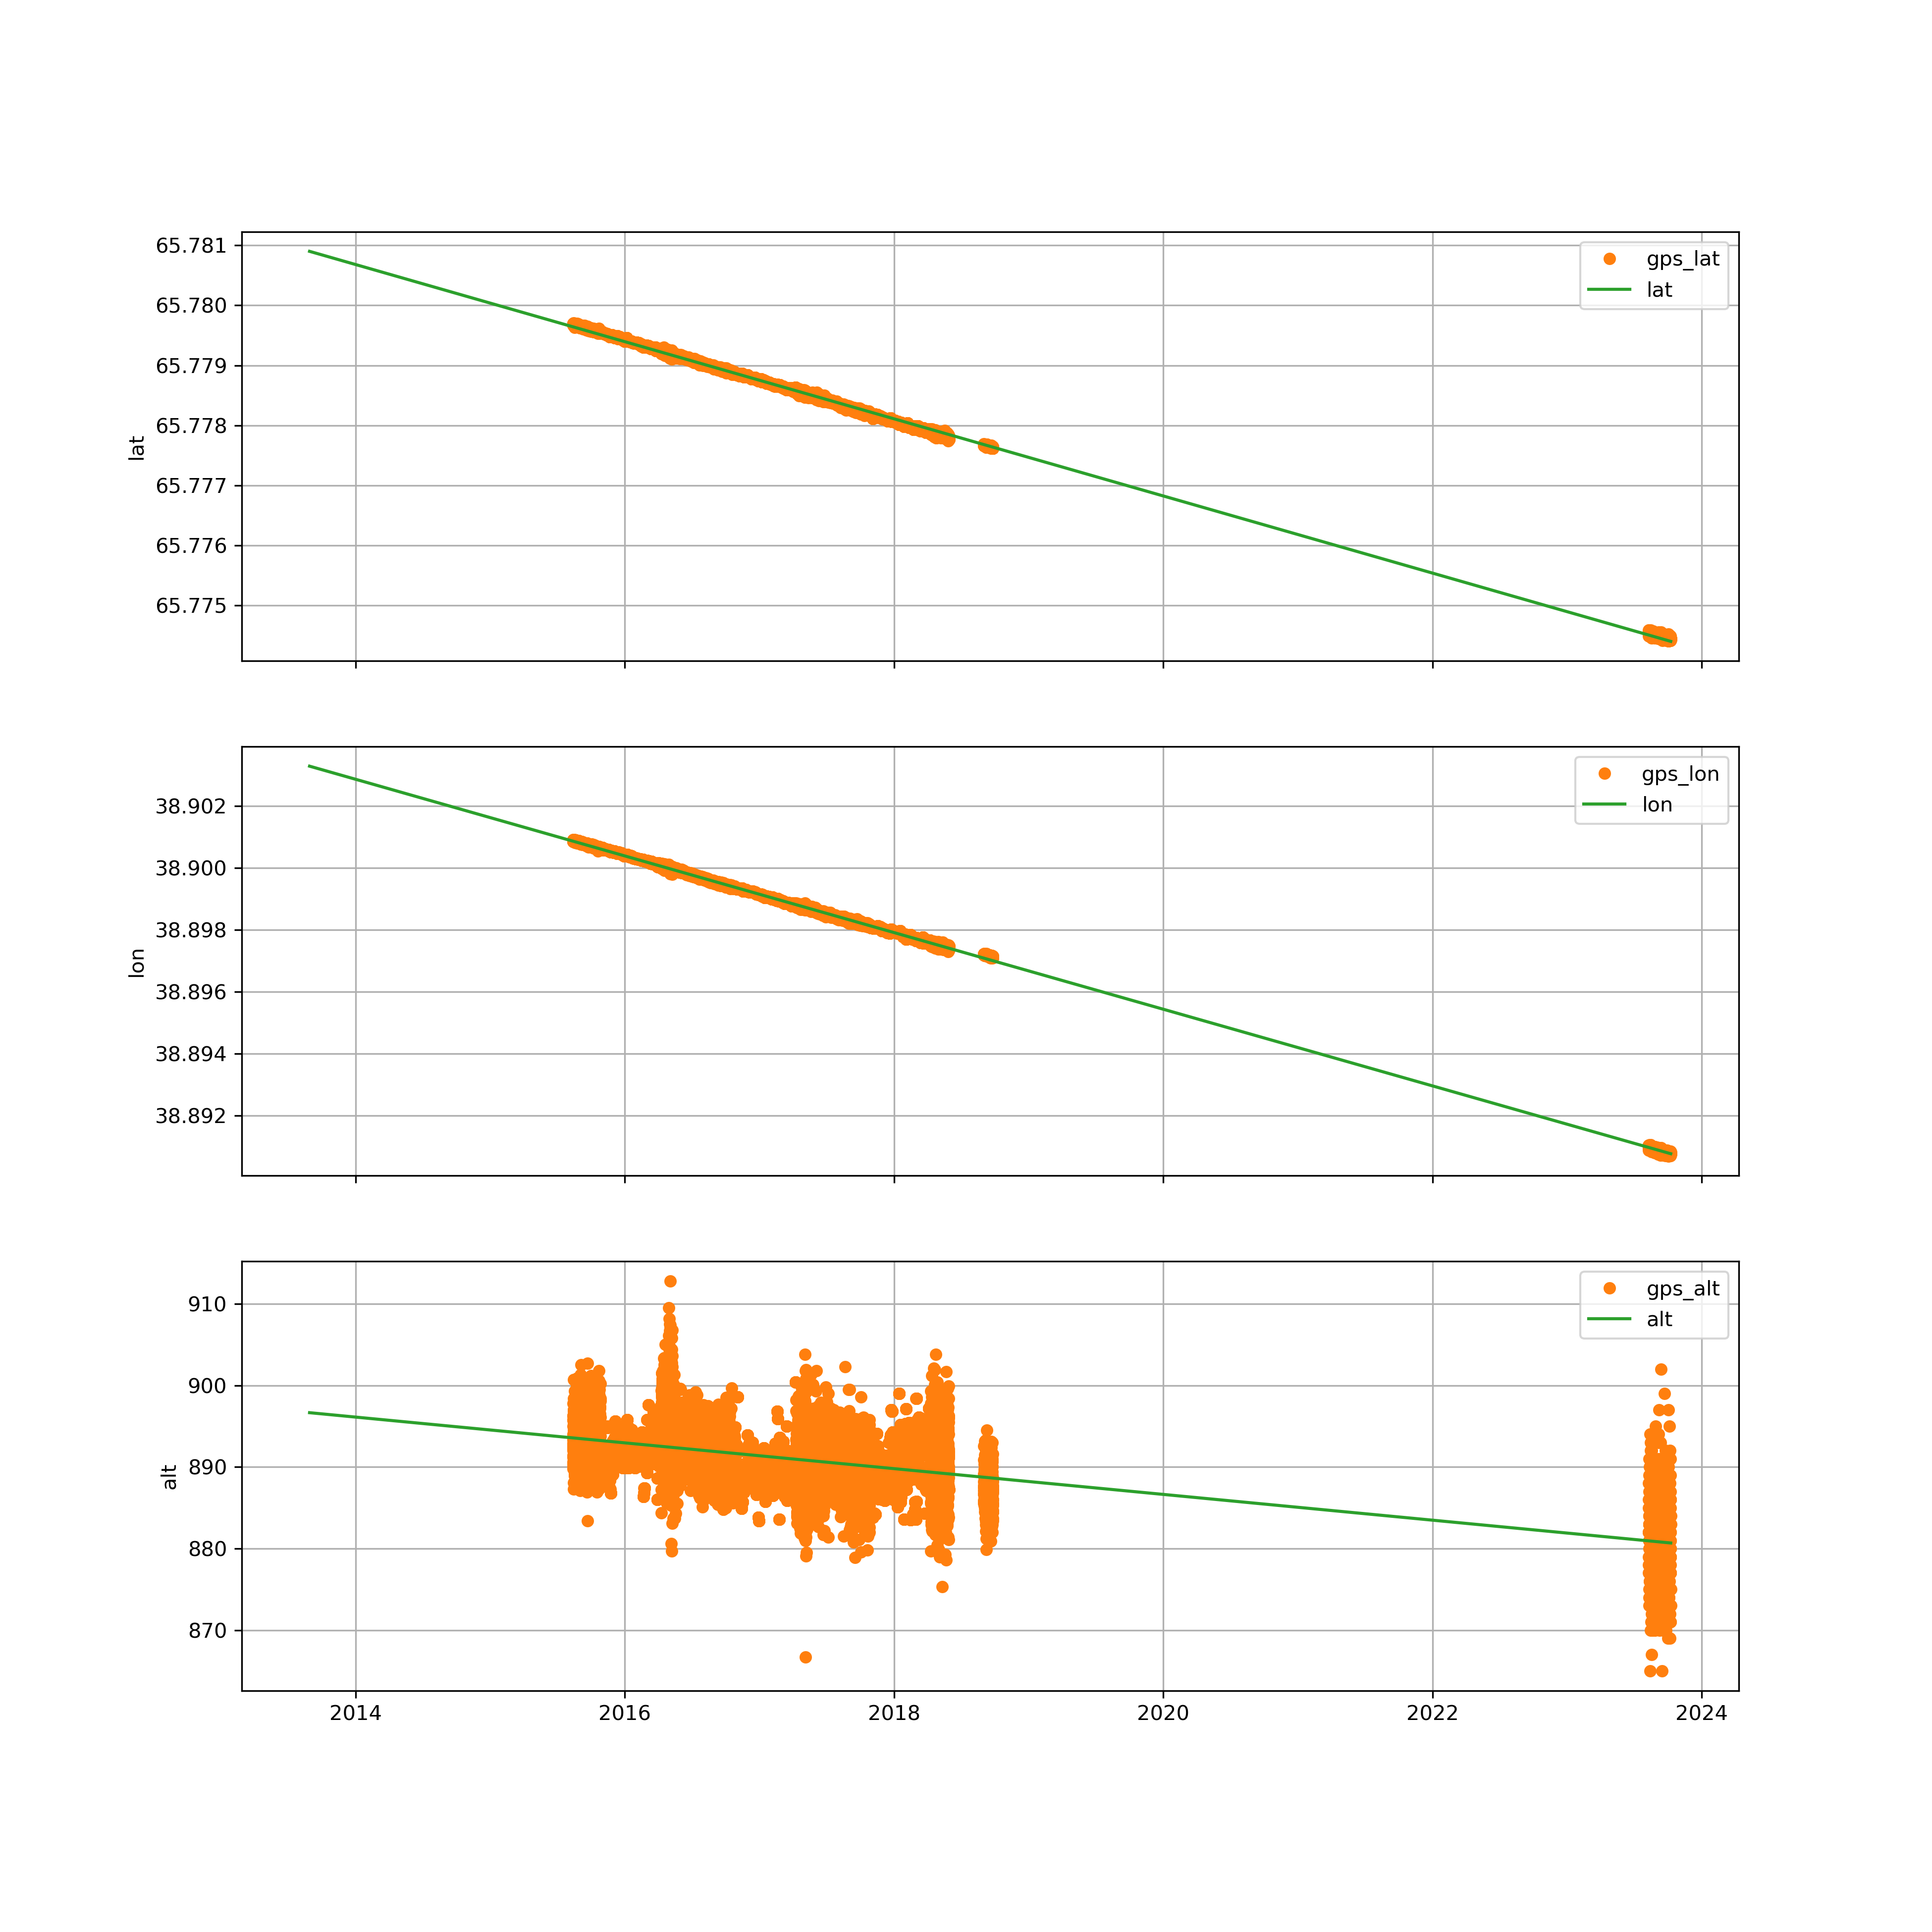 65.781
65.780
65.779
65.778
65.777
65.776
65.775
lat
gps_lat
lat
38.902
38.900
38.898
38.896
38.894
38.892
lon
gps_lon
lon
910
900
890
880
870
alt
gps_alt
alt
2014 2016 2018 2020 2022 2024